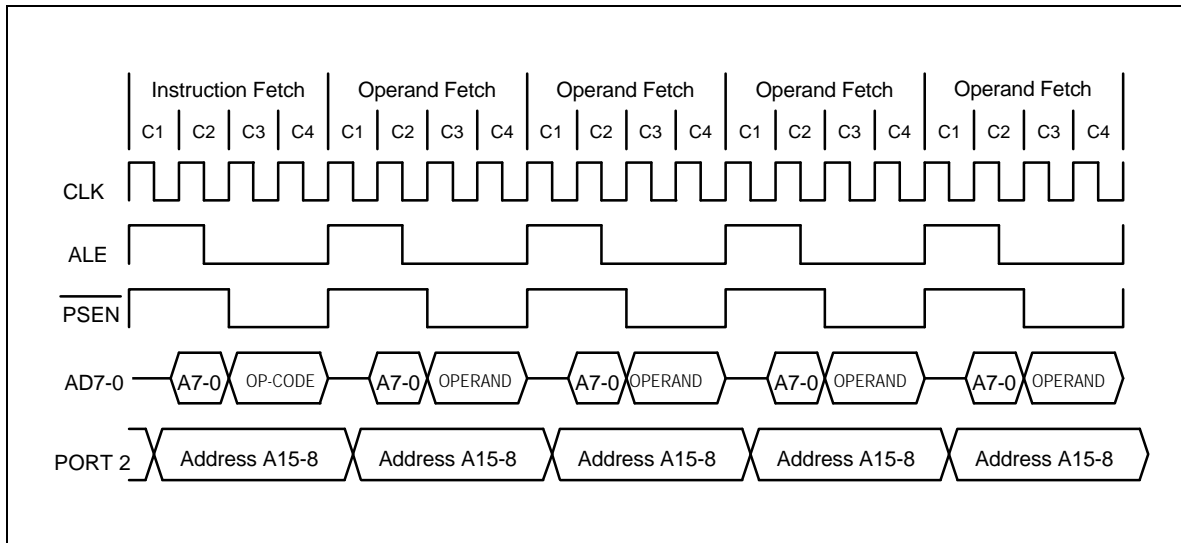 Instruction Fetch Operand Fetch Operand Fetch Operand Fetch Operand Fetch
C1 C2 C3 C4 C1 C2 C3 C4 C1 C2 C3 C4 C1 C2 C3 C4 C1 C2 C3 C4
CLK
ALE
PSEN
AD7-0 A7-0 OP-CODE A7-0 OPERAND A7-0 OPERAND A7-0 OPERAND A7-0 OPERAND
PORT 2 Address A15-8 Address A15-8 Address A15-8 Address A15-8 Address A15-8